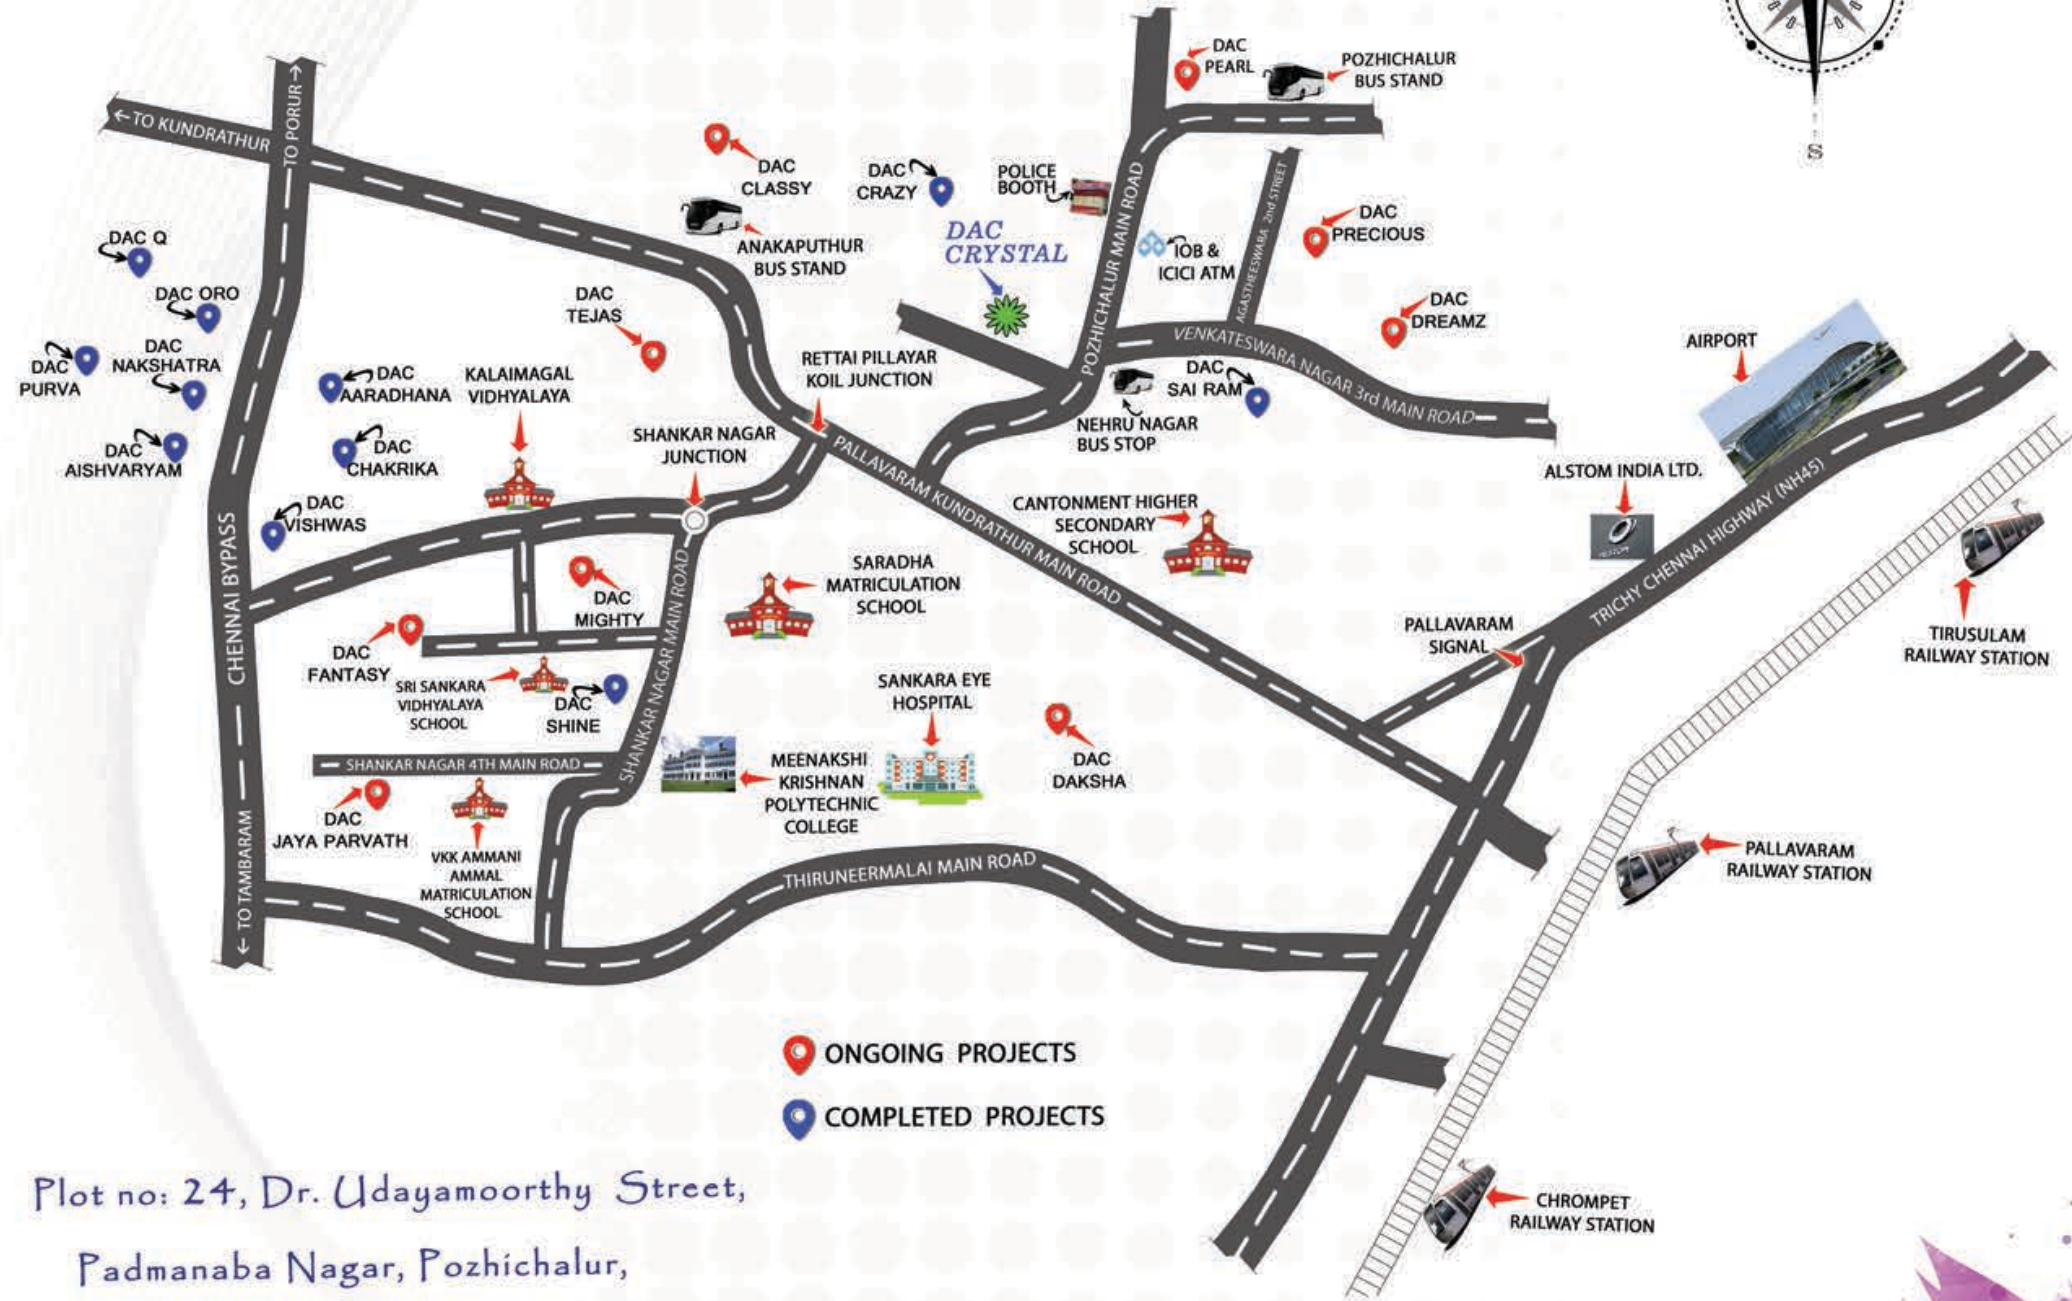 DAC
PEARL
POZHICHALUR
BUS STAND
← TO KUNDRATHUR
TO PORUR →
S
DAC
CLASSY
DAC
CRAZY
POLICE
BOOTH
DAC
CRYSTAL
ANAKAPUTHUR
BUS STAND
POZHICHALUR MAIN ROAD
IOB &
ICICI ATM
AGASTHEESWARA 2nd STREET
DAC
PRECIOUS
DAC Q
DAC ORO
DAC
PURVA
DAC
NAKSHATRA
DAC
AISHVARYAM
DAC
AARADHANA
DAC
CHAKRIKA
DAC
VISHWAS
DAC
TEJAS
KALAIMAGAL
VIDHYALAYA
RETTAI PILLAYAR
KOIL JUNCTION
SHANKAR NAGAR
JUNCTION
VENKATESWARA NAGAR 3rd MAIN ROAD
DAC
DREAMZ
DAC
SAI RAM
NEHRU NAGAR
BUS STOP
AIRPORT
ALSTOM INDIA LTD.
ALSTOM
TRICHY CHENNAI HIGHWAY (NH45)
PALLAVARAM KUNDRATHUR MAIN ROAD
CANTONMENT HIGHER
SECONDARY
SCHOOL
CHENNAI BYPASS
DAC
MIGHTY
SARADHA
MATRICULATION
SCHOOL
PALLAVARAM
SIGNAL
TIRUSULAM
RAILWAY STATION
DAC
FANTASY
SRI SANKARA
VIDHYALAYA
SCHOOL
DAC
SHINE
SHANKAR NAGAR MAIN ROAD
SANKARA EYE
HOSPITAL
DAC
DAKSHA
SHANKAR NAGAR 4TH MAIN ROAD
MEENAKSHI
KRISHNAN
POLYTECHNIC
COLLEGE
DAC
JAYA PARVATH
VKK AMMANI
AMMAL
MATRICULATION
SCHOOL
← TO TAMBARAM
THIRUNEERMALAI MAIN ROAD
PALLAVARAM
RAILWAY STATION
ONGOING PROJECTS
COMPLETED PROJECTS
CHROMPET
RAILWAY STATION
Plot no: 24, Dr. Udayamoorthy Street,
Padmanaba Nagar, Pozhichalur,